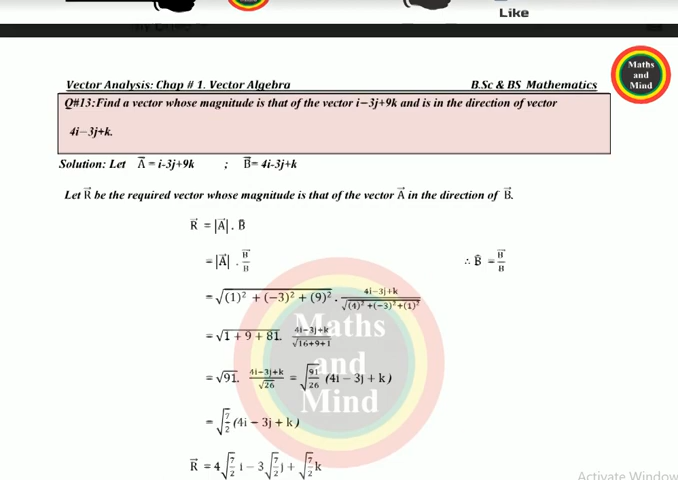 Like
Maths
and
Mind
Vector Analysis: Chap # 1. Vector Algebra B.Sc & BS Mathematics
Q#13:Find a vector whose magnitude is that of the vector i−3j+9k and is in the direction of vector
4i−3j+k.
Solution: Let A⃗ = i-3j+9k ; B⃗= 4i-3j+k
Let R⃗ be the required vector whose magnitude is that of the vector A⃗ in the direction of B⃗.
R⃗ = |A⃗| . B̂
= |A⃗| . B⃗/B ∴ B̂ = B⃗/B
= √((1)² + (−3)² + (9)²) . (4i−3j+k)/√((4)²+(−3)²+(1)²)
= √(1 + 9 + 81). (4i−3j+k)/√(16+9+1)
= √91. (4i−3j+k)/√26 = √(91/26) (4i − 3j + k)
= √(7/2) (4i − 3j + k)
R⃗ = 4√(7/2) i − 3√(7/2) j + √(7/2) k
Maths
and
Mind
Activate Window